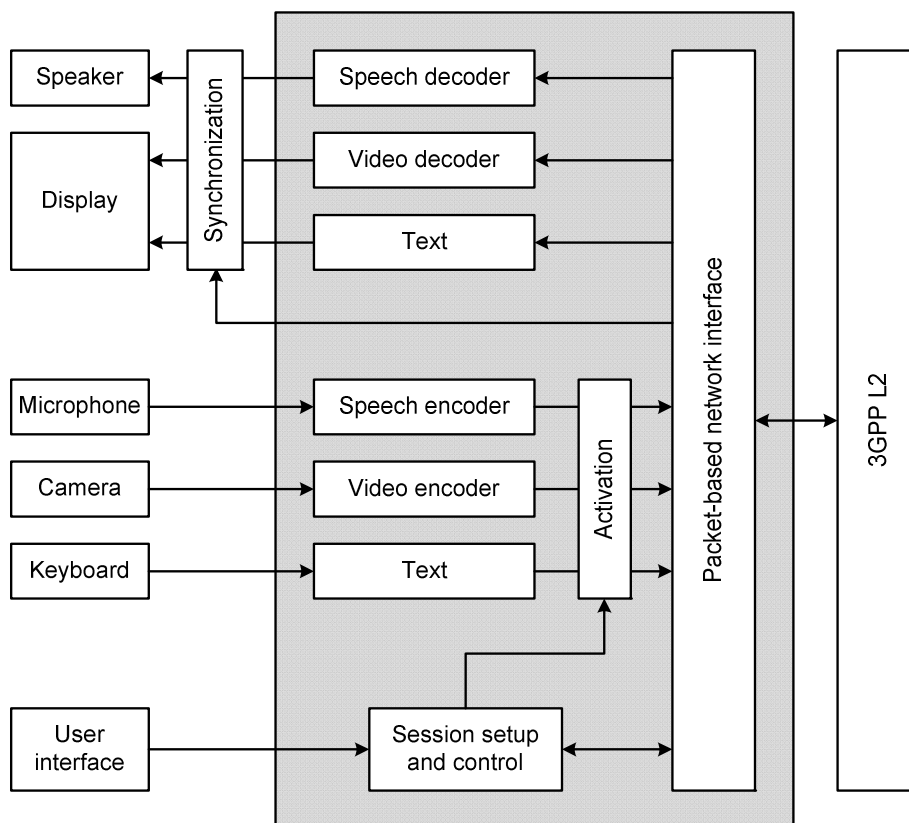 Speaker
Display
Synchronization
Speech decoder
Video decoder
Text
Packet-based network interface
3GPP L2
Microphone
Camera
Keyboard
Speech encoder
Video encoder
Text
Activation
User
interface
Session setup
and control